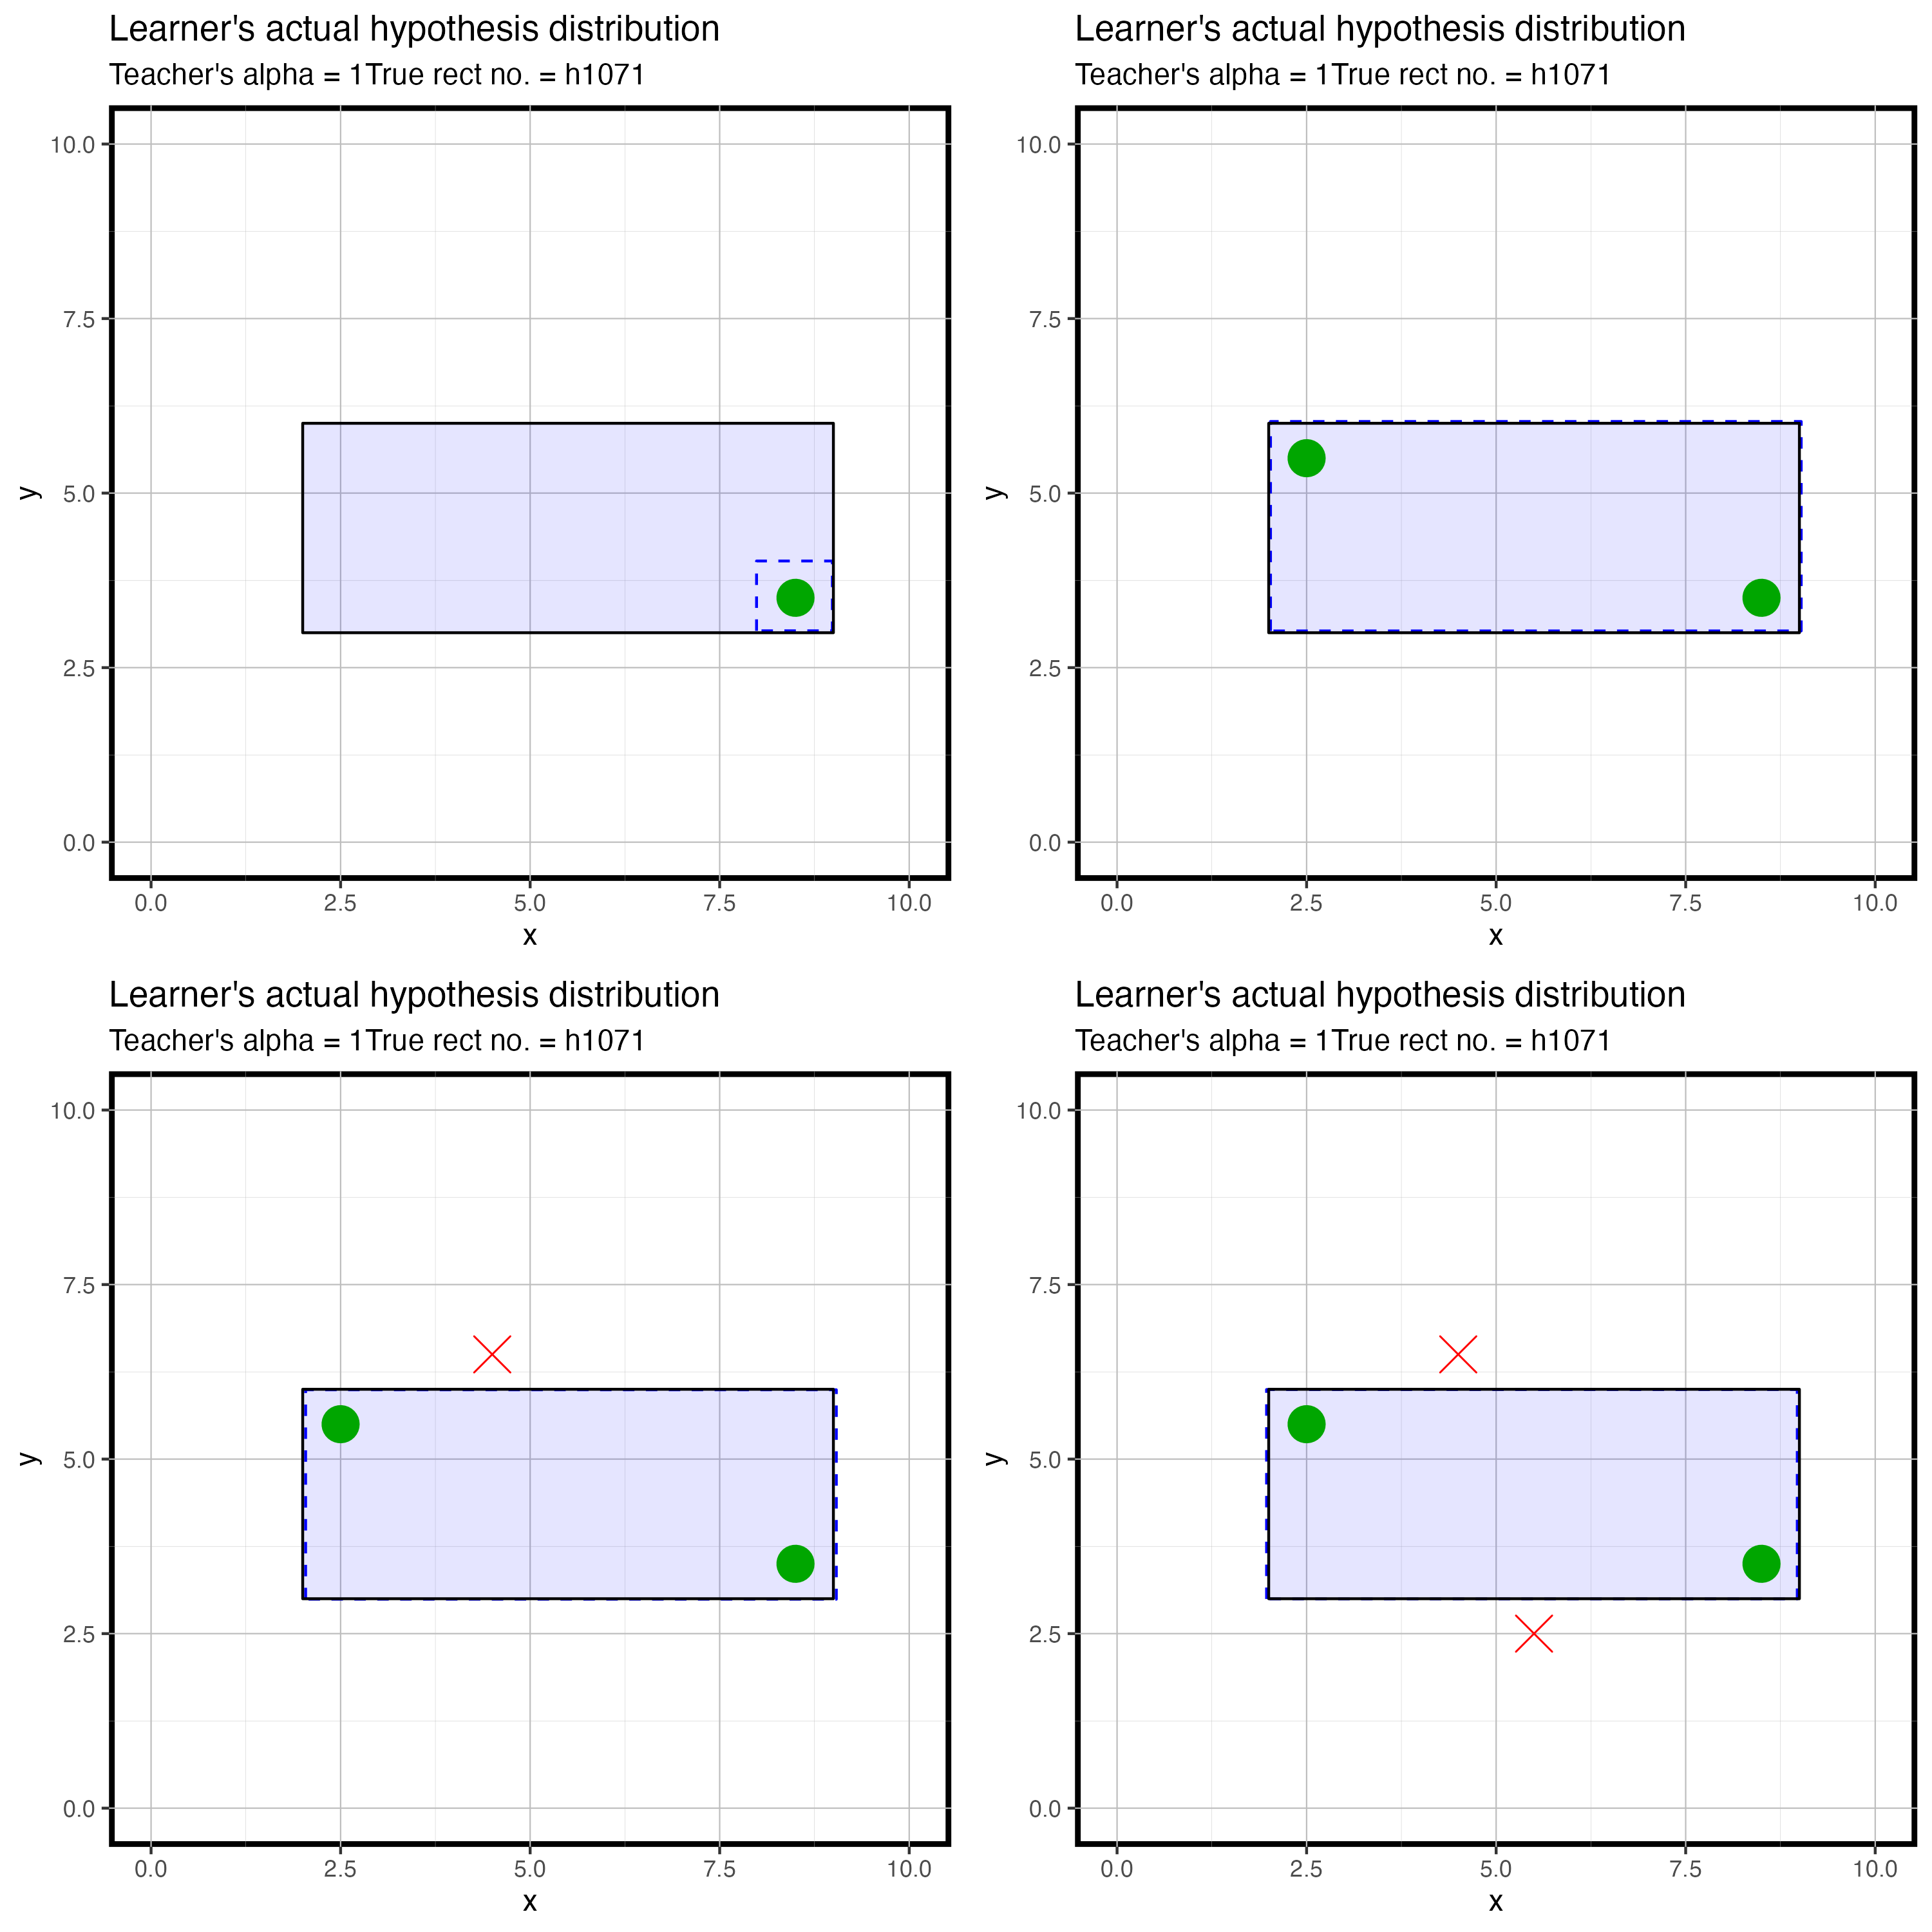 Learner's actual hypothesis distribution
Teacher's alpha = 1True rect no. = h1071
10.0
7.5
5.0
2.5
0.0
y
0.0 2.5 5.0 7.5 10.0
x
Learner's actual hypothesis distribution
Teacher's alpha = 1True rect no. = h1071
10.0
7.5
5.0
2.5
0.0
y
0.0 2.5 5.0 7.5 10.0
x
Learner's actual hypothesis distribution
Teacher's alpha = 1True rect no. = h1071
10.0
7.5
5.0
2.5
0.0
y
0.0 2.5 5.0 7.5 10.0
x
Learner's actual hypothesis distribution
Teacher's alpha = 1True rect no. = h1071
10.0
7.5
5.0
2.5
0.0
y
0.0 2.5 5.0 7.5 10.0
x